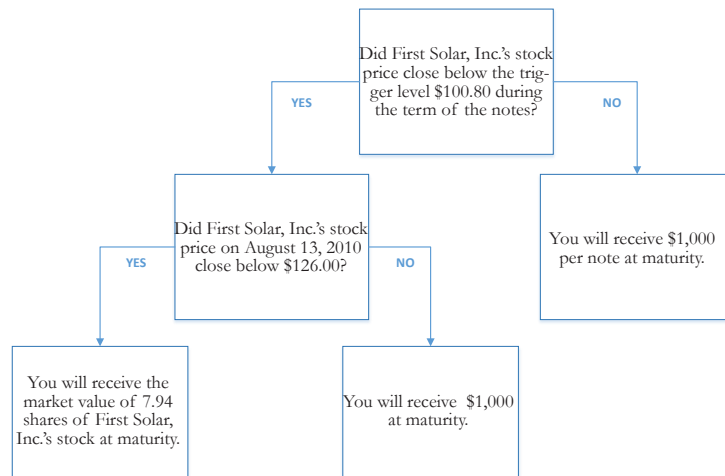 Did First Solar, Inc.'s stock
price close below the trig-
ger level $100.80 during
the term of the notes?
YES
NO
Did First Solar, Inc.'s stock
price on August 13, 2010
close below $126.00?
You will receive $1,000
per note at maturity.
YES
NO
You will receive the
market value of 7.94
shares of First Solar,
Inc.'s stock at maturity.
You will receive $1,000
at maturity.